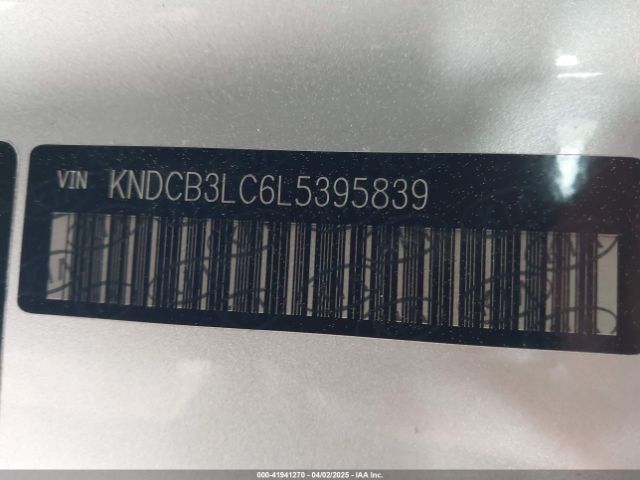 VIN KNDCB3LC6L5395839
000-41941270 - 04/02/2025 - IAA Inc.